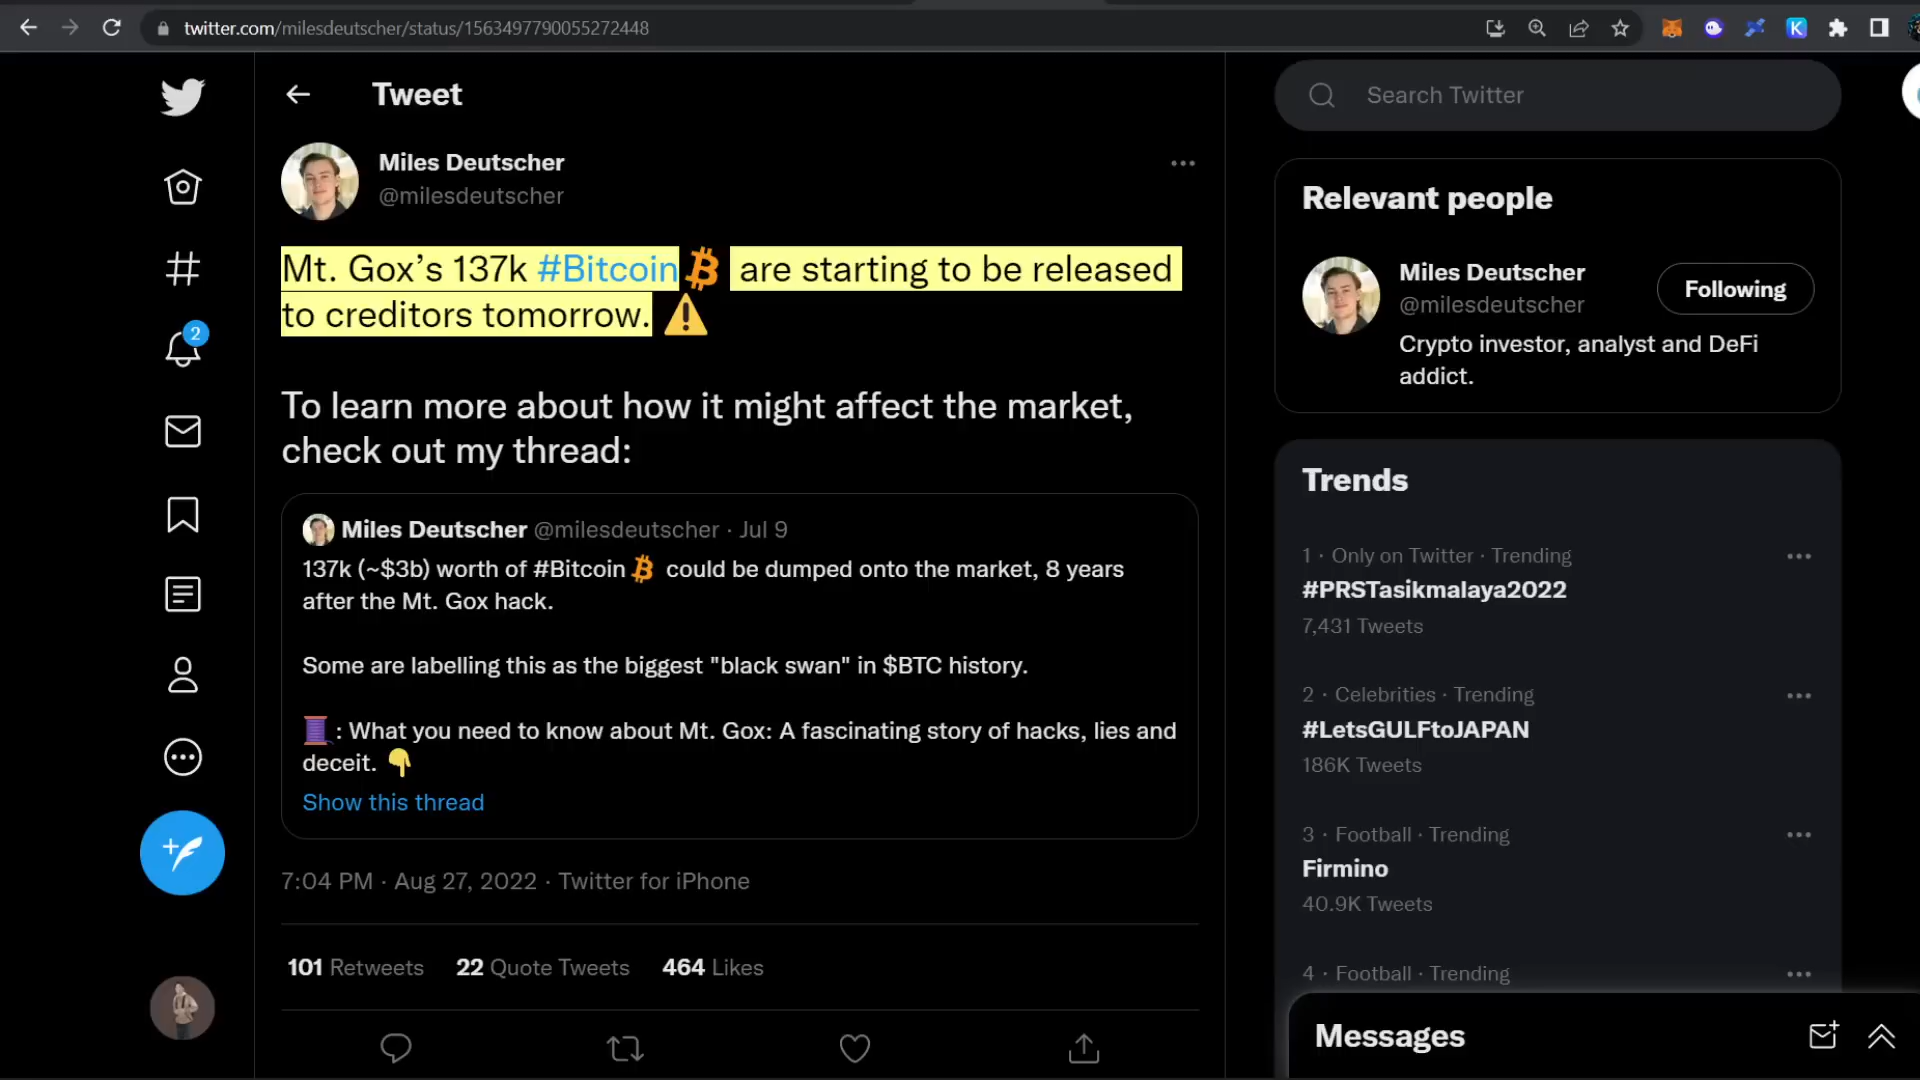 twitter.com/milesdeutscher/status/1563497790055272448
Tweet
Search Twitter
Miles Deutscher
@milesdeutscher
Mt. Gox’s 137k #Bitcoin are starting to be released
to creditors tomorrow. ⚠️
To learn more about how it might affect the market,
check out my thread:
Miles Deutscher @milesdeutscher · Jul 9
137k (~$3b) worth of #Bitcoin could be dumped onto the market, 8 years
after the Mt. Gox hack.
Some are labelling this as the biggest "black swan" in $BTC history.
🧵: What you need to know about Mt. Gox: A fascinating story of hacks, lies and
deceit. 👇
Show this thread
7:04 PM · Aug 27, 2022 · Twitter for iPhone
101 Retweets 22 Quote Tweets 464 Likes
2
Relevant people
Miles Deutscher
@milesdeutscher
Following
Crypto investor, analyst and DeFi
addict.
Trends
1 · Only on Twitter · Trending
#PRSTasikmalaya2022
7,431 Tweets
2 · Celebrities · Trending
#LetsGULFtoJAPAN
186K Tweets
3 · Football · Trending
Firmino
40.9K Tweets
4 · Football · Trending
Messages
K